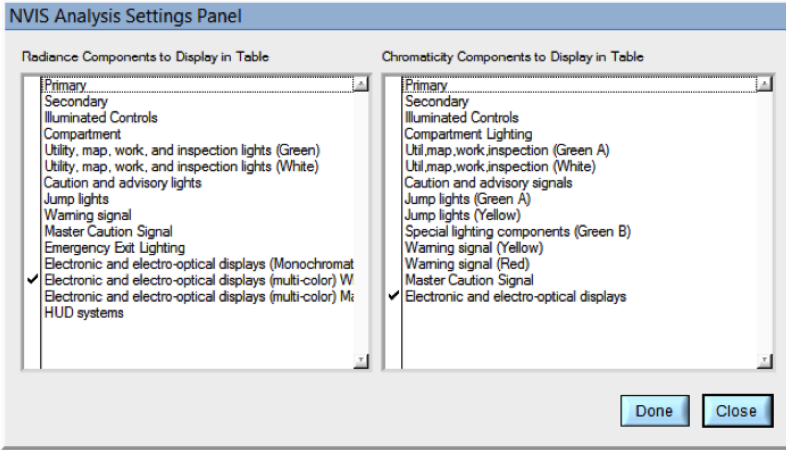 NVIS Analysis Settings Panel
Radiance Components to Display in Table
Primary
Secondary
Illuminated Controls
Compartment
Utility, map, work, and inspection lights (Green)
Utility, map, work, and inspection lights (White)
Caution and advisory lights
Jump lights
Warning signal
Master Caution Signal
Emergency Exit Lighting
Electronic and electro-optical displays (Monochromat
Electronic and electro-optical displays (multi-color) W
Electronic and electro-optical displays (multi-color) Ma
HUD systems
Chromaticity Components to Display in Table
Primary
Secondary
Illuminated Controls
Compartment Lighting
Util,map,work,inspection (Green A)
Util,map,work,inspection (White)
Caution and advisory signals
Jump lights (Green A)
Jump lights (Yellow)
Special lighting components (Green B)
Warning signal (Yellow)
Warning signal (Red)
Master Caution Signal
Electronic and electro-optical displays
Done Close